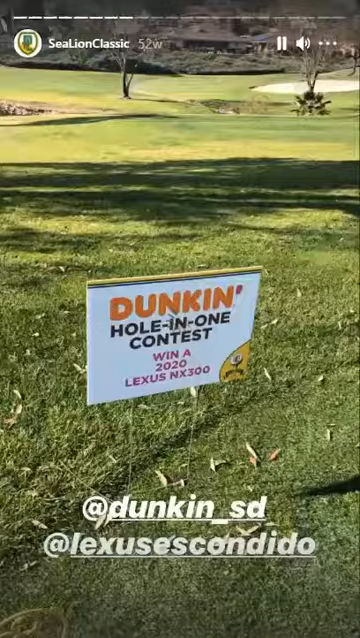 SeaLionClassic 52w
DUNKIN'
HOLE-IN-ONE
CONTEST
WIN A
2020
LEXUS NX300
@dunkin_sd
@lexusescondido